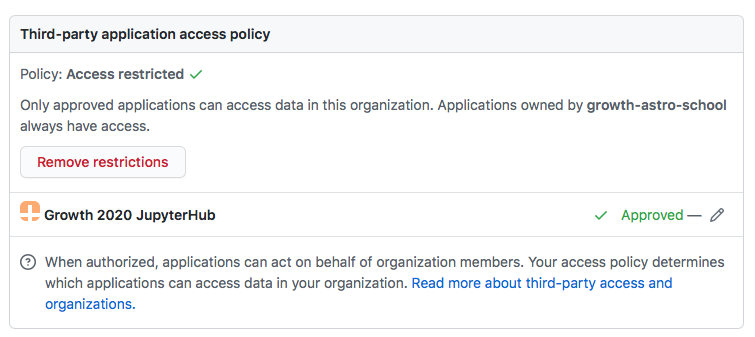 Third-party application access policy
Policy: Access restricted
Only approved applications can access data in this organization. Applications owned by growth-astro-school
always have access.
Remove restrictions
Growth 2020 JupyterHub Approved —
When authorized, applications can act on behalf of organization members. Your access policy determines
which applications can access data in your organization. Read more about third-party access and
organizations.